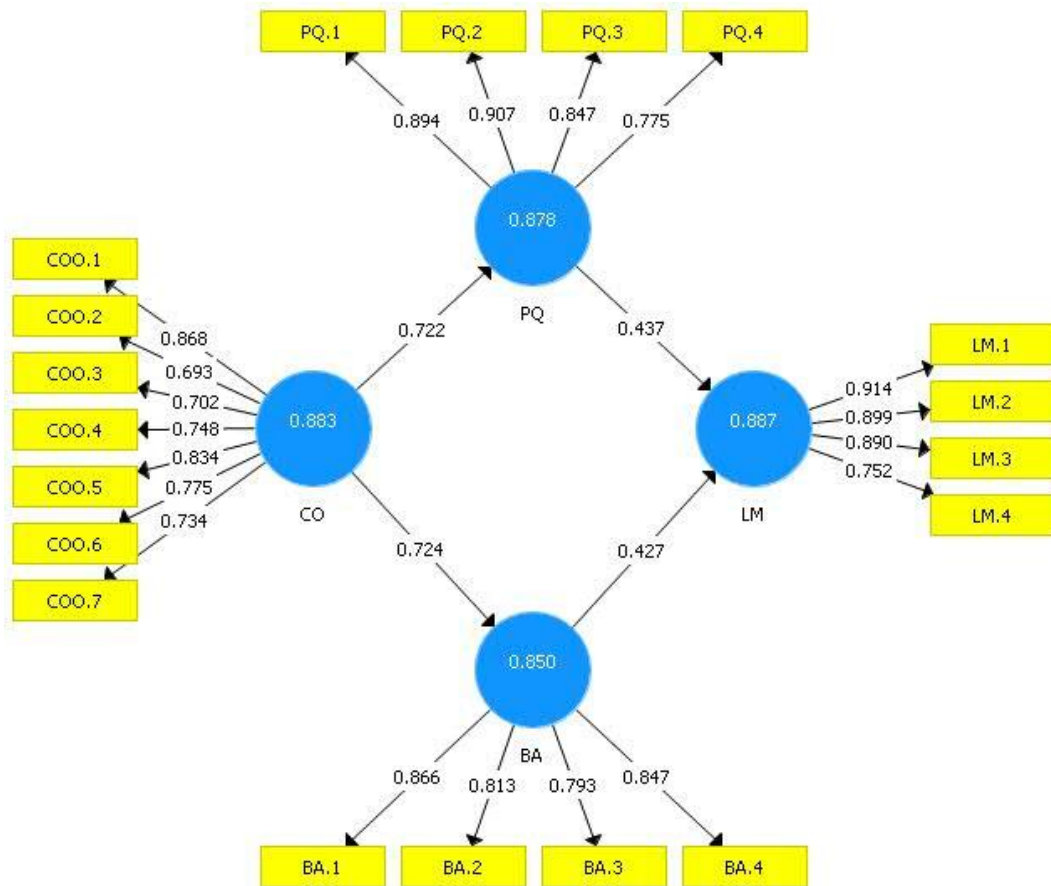 PQ.1 PQ.2 PQ.3 PQ.4
0.894 0.907 0.847 0.775
0.878
PQ
COO.1
COO.2
COO.3
COO.4
COO.5
COO.6
COO.7
0.868
0.693
0.702
0.748
0.834
0.775
0.734
0.883
CO
0.722
0.437
0.724
0.427
0.887
LM
0.914
0.899
0.890
0.752
LM.1
LM.2
LM.3
LM.4
0.850
BA
0.866 0.813 0.793 0.847
BA.1 BA.2 BA.3 BA.4